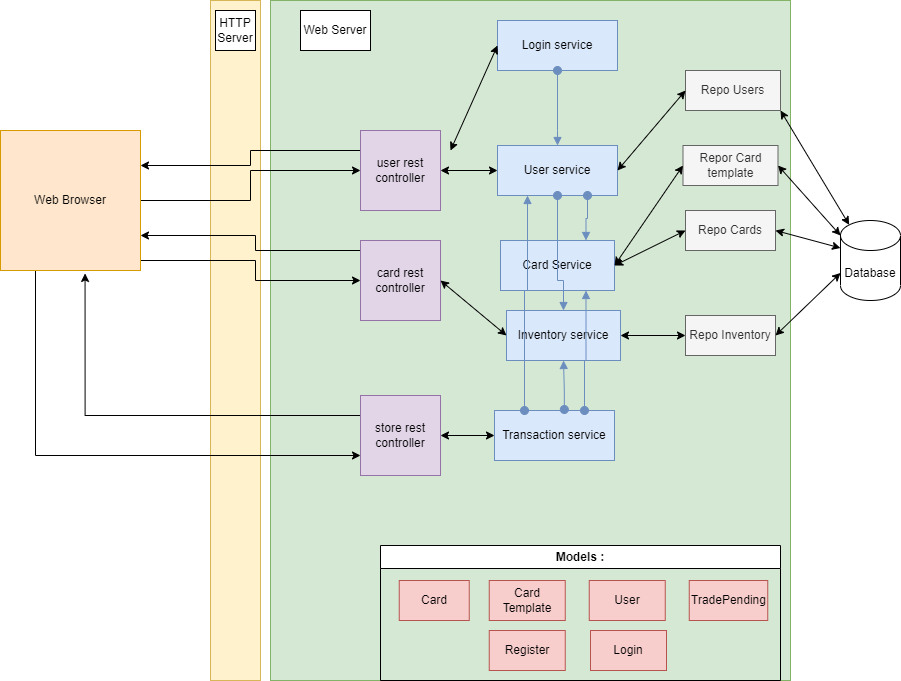 HTTP
Server
Web Server
Login service
Repo Users
user rest
controller
User service
Repor Card
template
Web Browser
Repo Cards
card rest
controller
Card Service
Database
Inventory service
Repo Inventory
store rest
controller
Transaction service
Models :
Card
Card
Template
User
TradePending
Register
Login